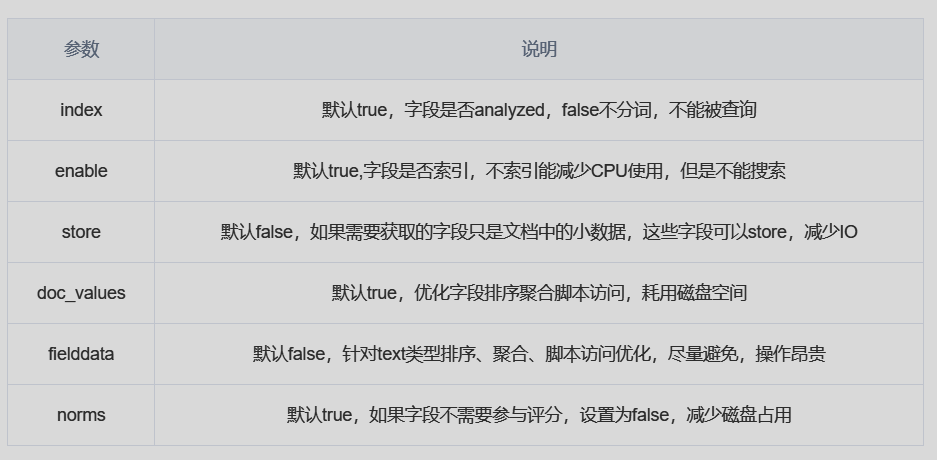 参数 说明
index 默认true，字段是否analyzed，false不分词，不能被查询
enable 默认true,字段是否索引，不索引能减少CPU使用，但是不能搜索
store 默认false，如果需要获取的字段只是文档中的小数据，这些字段可以store，减少IO
doc_values 默认true，优化字段排序聚合脚本访问，耗用磁盘空间
fielddata 默认false，针对text类型排序、聚合、脚本访问优化，尽量避免，操作昂贵
norms 默认true，如果字段不需要参与评分，设置为false，减少磁盘占用